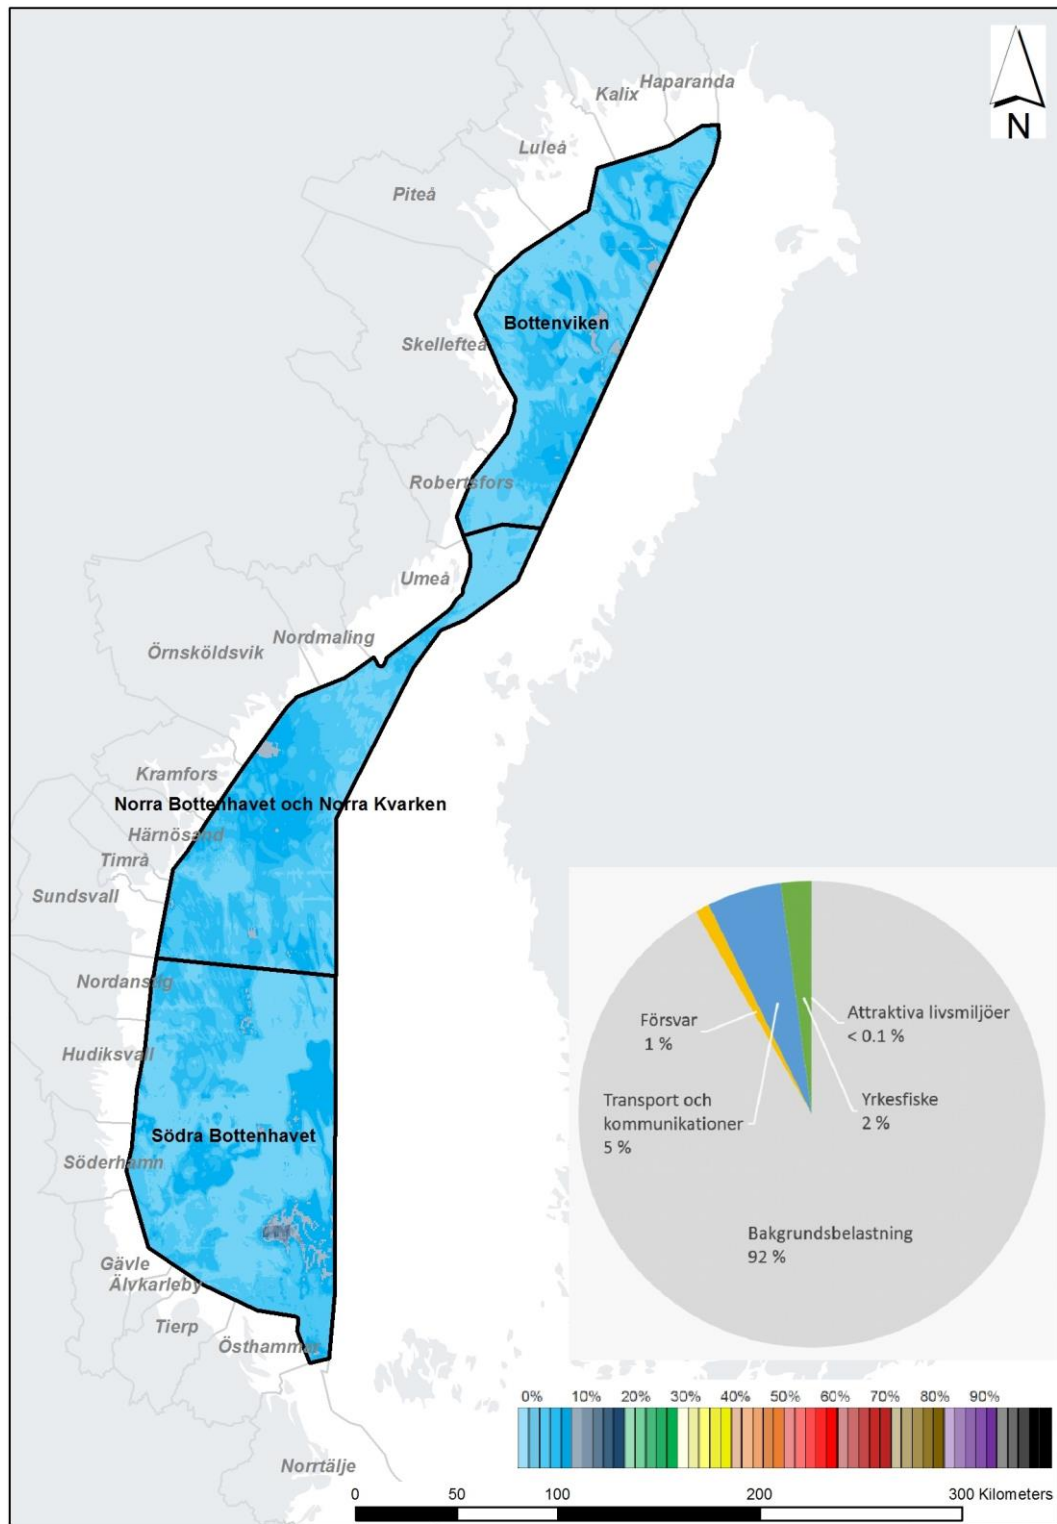 N
Haparanda
Kalix
Luleå
Piteå
Bottenviken
Skellefteå
Robertsfors
Umeå
Nordmaling
Örnsköldsvik
Kramfors
Norra Bottenhavet och Norra Kvarken
Härnösand
Timrå
Sundsvall
Nordanstig
Hudiksvall
Södra Bottenhavet
Söderhamn
Gävle
Älvkarleby
Tierp
Östhammar
Norrtälje
Försvar
1 %
Attraktiva livsmiljöer
< 0.1 %
Transport och
kommunikationer
5 %
Yrkesfiske
2 %
Bakgrundsbelastning
92 %
0% 10% 20% 30% 40% 50% 60% 70% 80% 90%
0 50 100 200 300 Kilometers